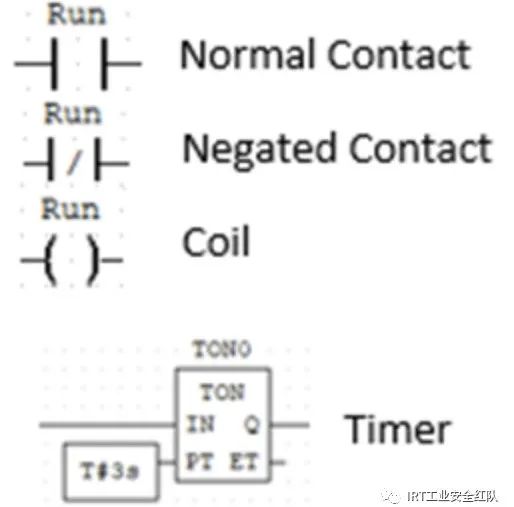 Run
Normal Contact
Run
/
Negated Contact
Run
( )
Coil
TON0
TON
IN Q
T#3s
PT ET
Timer
IRT工业安全红队